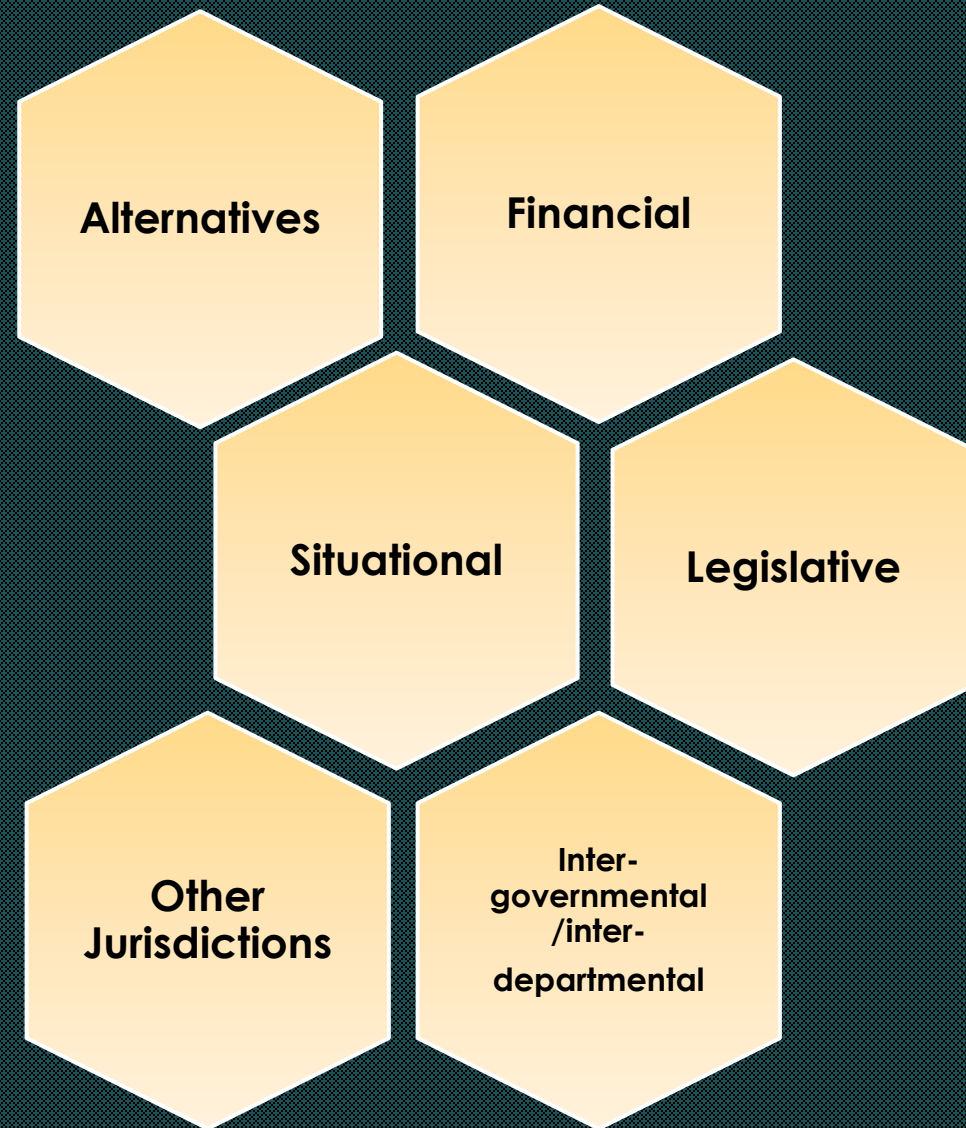 Alternatives
Financial
Situational
Legislative
Other
Jurisdictions
Inter-
governmental
/inter-
departmental